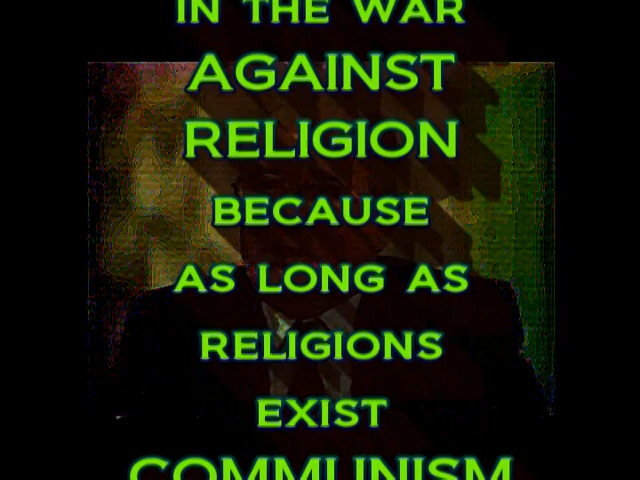 IN THE WAR
AGAINST
RELIGION
BECAUSE
AS LONG AS
RELIGIONS
EXIST
COMMUNISM